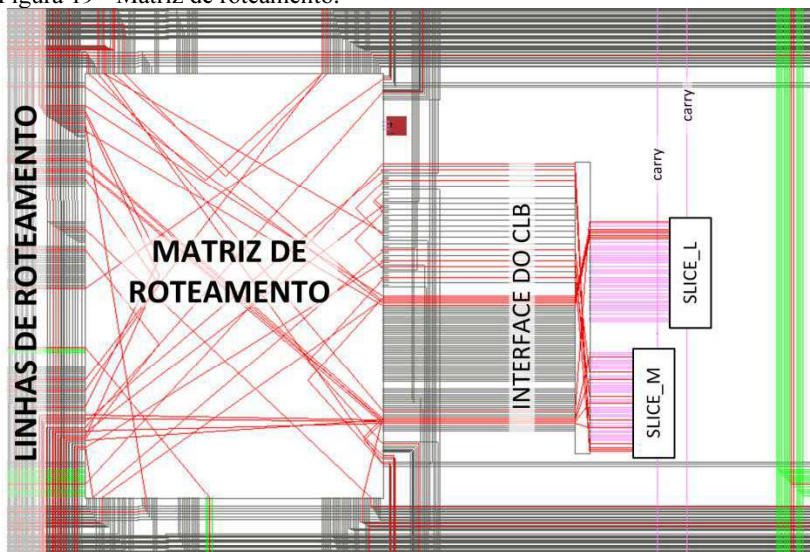 Figura 19 - Matriz de roteamento.
LINHAS DE ROTEAMENTO
MATRIZ DE
ROTEAMENTO
INTERFACE DO CLB
carry
carry
SLICE_L
SLICE_M